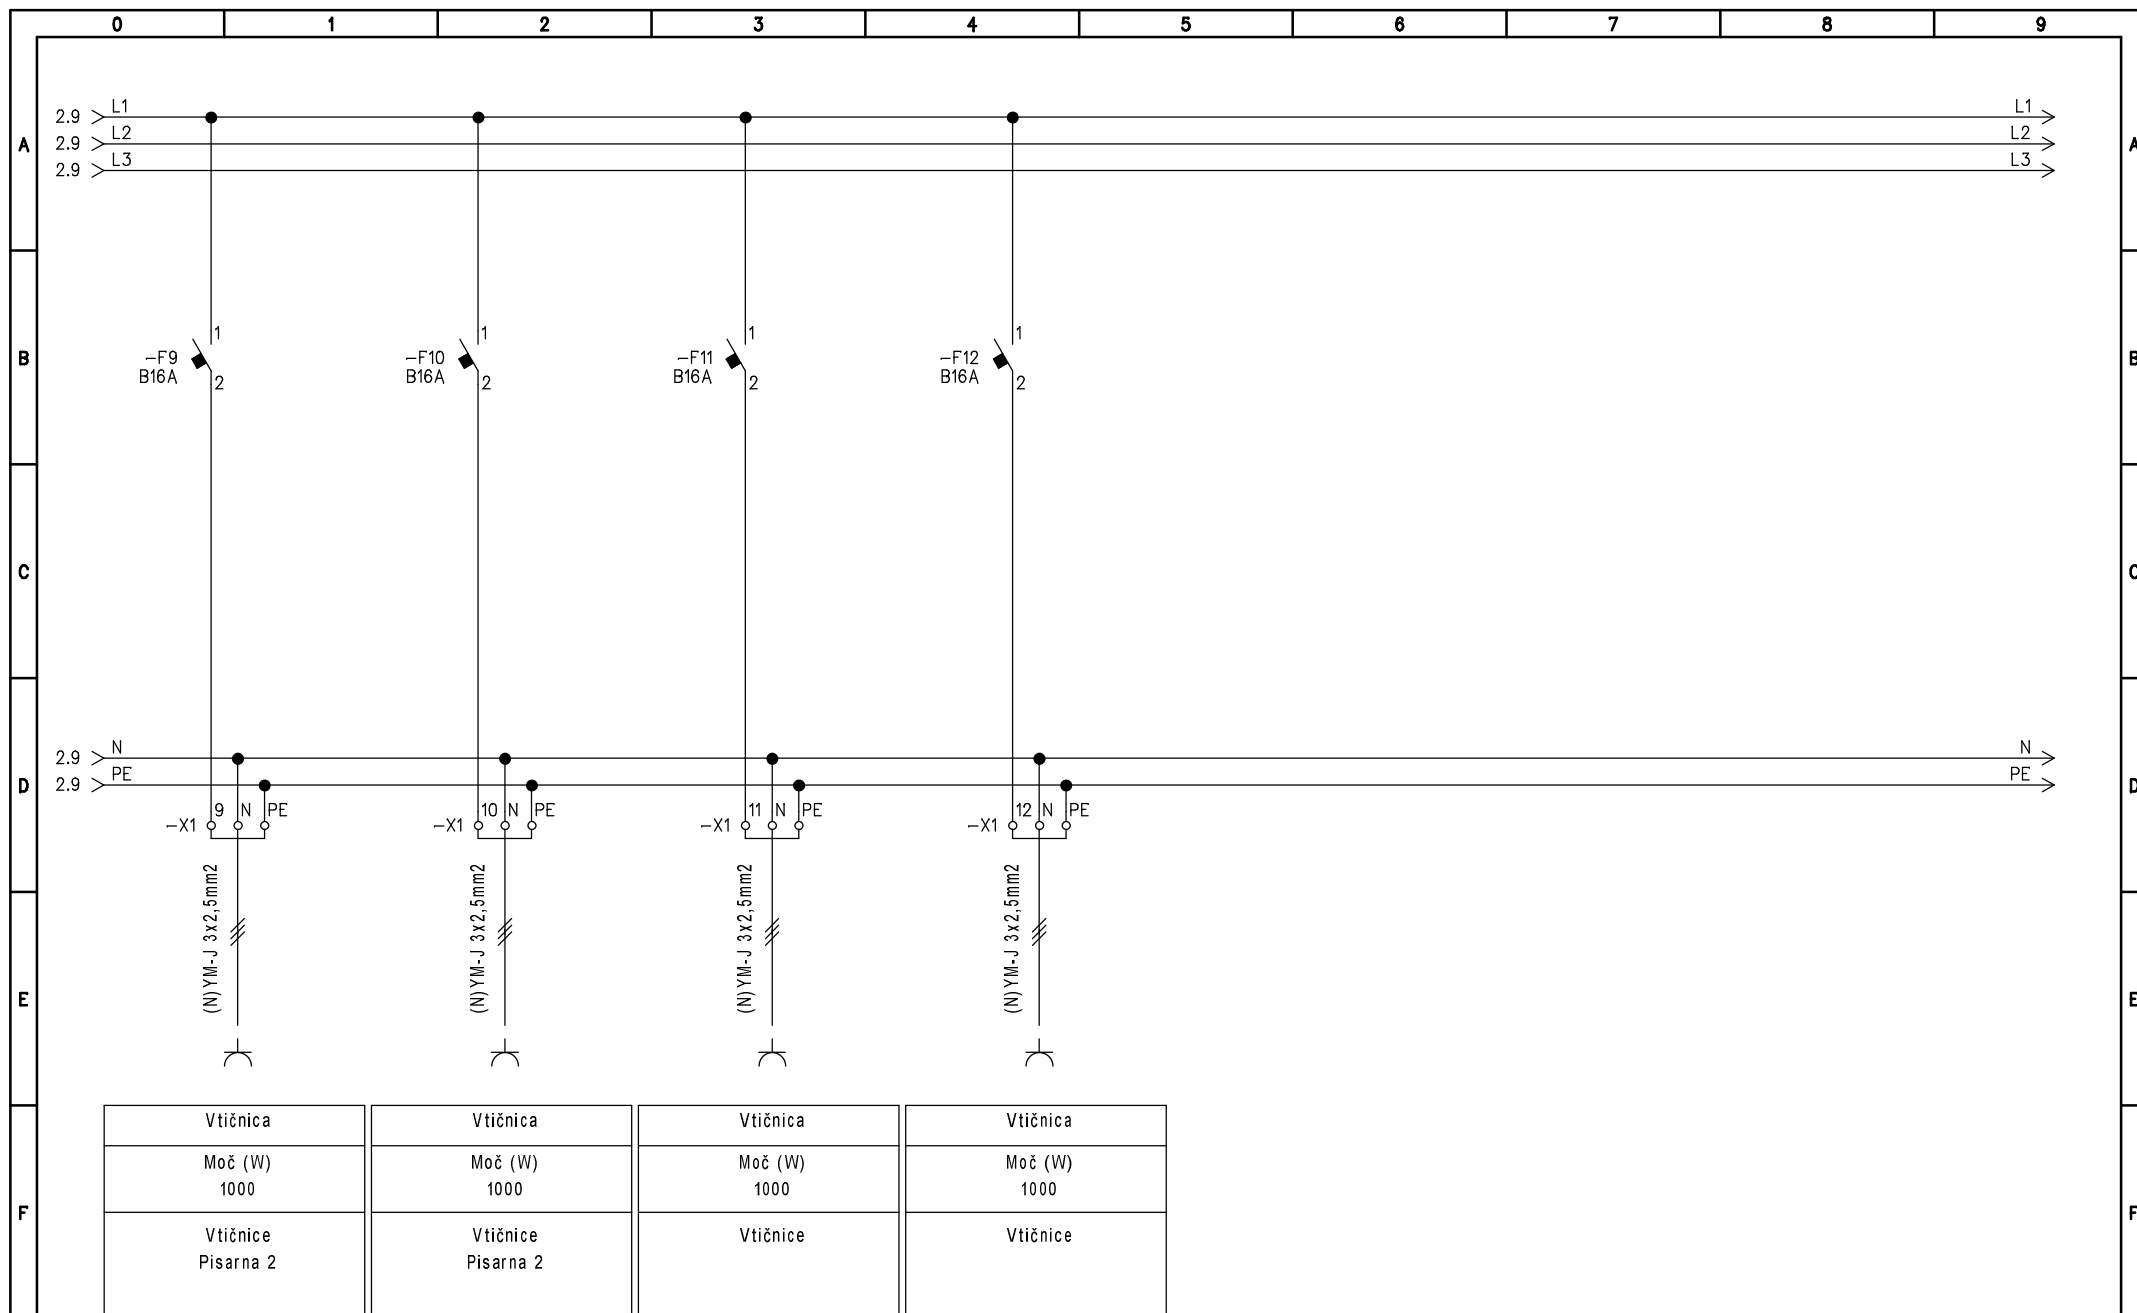 0 1 2 3 4 5 6 7 8 9
2.9 L1 L1
A 2.9 L2 L2 A
2.9 L3 L3
1 1 1 1
B -F9 -F10 -F11 -F12 B
B16A B16A B16A B16A
2 2 2 2
C C
2.9 N N
D 2.9 PE PE D
9 N PE 10 N PE 11 N PE 12 N PE
-X1 -X1 -X1 -X1
(N)YM-J 3x2,5mm2
(N)YM-J 3x2,5mm2
(N)YM-J 3x2,5mm2
(N)YM-J 3x2,5mm2
E E
Vtičnica Vtičnica Vtičnica Vtičnica
Moč (W) Moč (W) Moč (W) Moč (W)
1000 1000 1000 1000
F F
Vtičnice Vtičnice Vtičnice Vtičnice
Pisarna 2 Pisarna 2